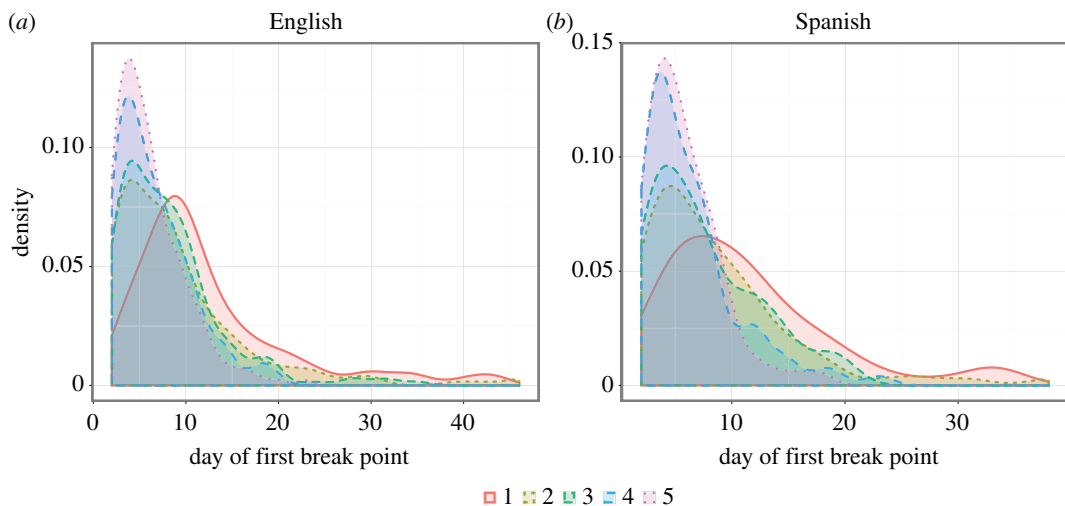 (a) English
(b) Spanish
density
0.10
0.05
0
0 10 20 30 40
day of first break point
0.15
0.10
0.05
0
10 20 30
day of first break point
1 2 3 4 5